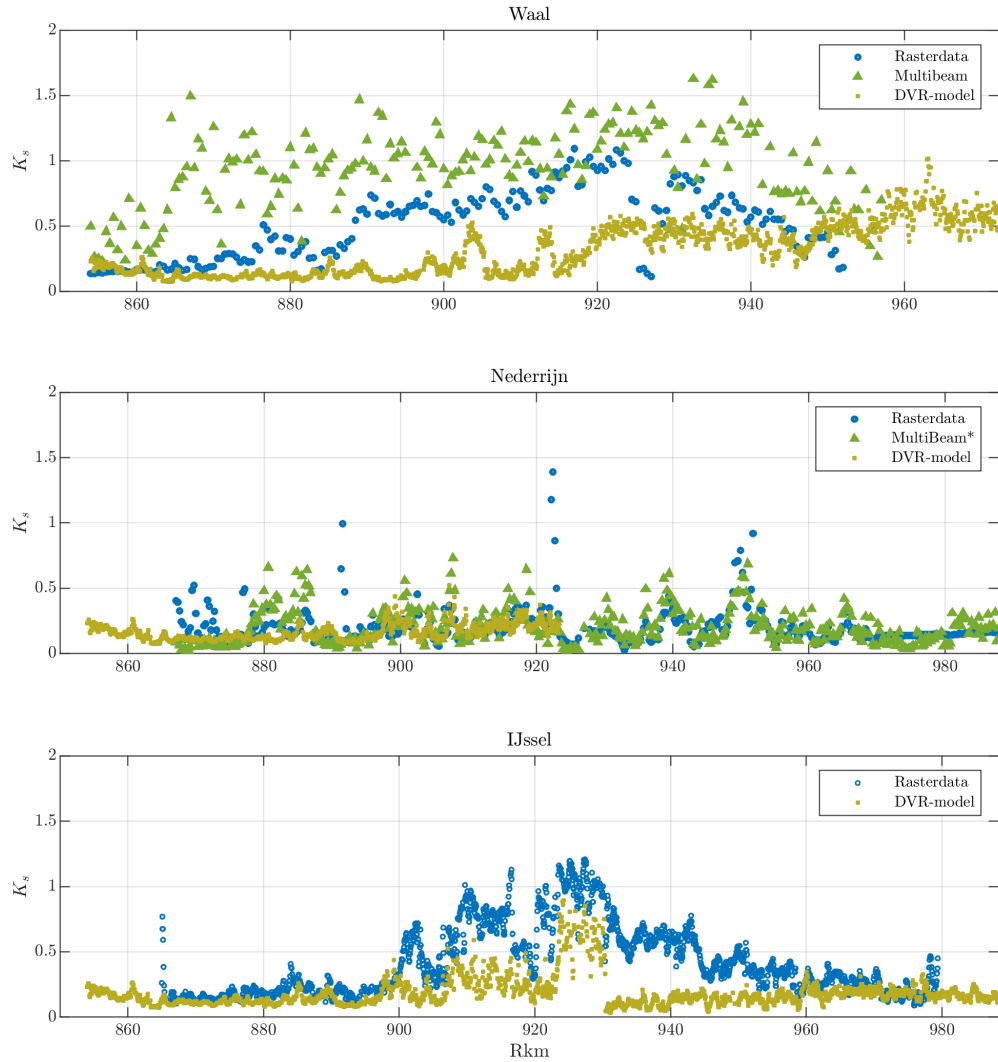 Waal
2
1.5
1
0.5
0
K_s
Rasterdata
Multibeam
DVR-model
860 880 900 920 940 960
Nederrijn
2
1.5
1
0.5
0
K_s
Rasterdata
MultiBeam*
DVR-model
860 880 900 920 940 960 980
IJssel
2
1.5
1
0.5
0
K_s
Rasterdata
DVR-model
860 880 900 920 940 960 980
Rkm